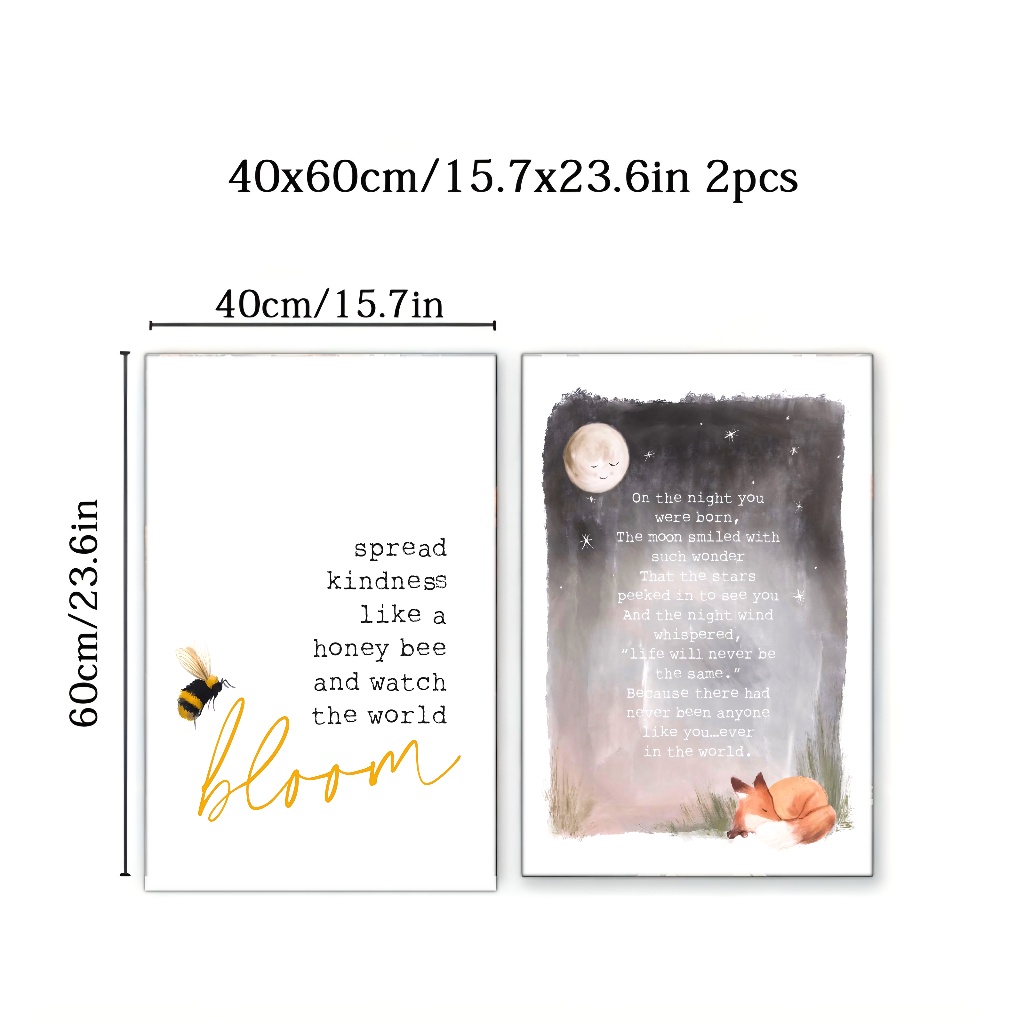 40x60cm/15.7x23.6in 2pcs
40cm/15.7in
60cm/23.6in
spread
kindness
like a
honey bee
and watch
the world
bloom
On the night you
were born,
The moon smiled with
such wonder
That the stars
peeked in to see you
And the night wind
whispered,
“life will never be
the same.”
Because there had
never been anyone
like you…ever
in the world.